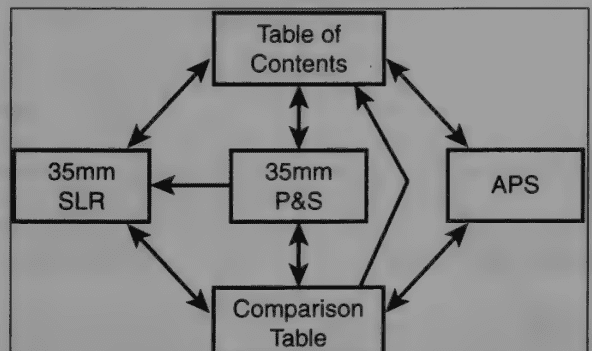 Table of
Contents
35mm
SLR
35mm
P&S
APS
Comparison
Table